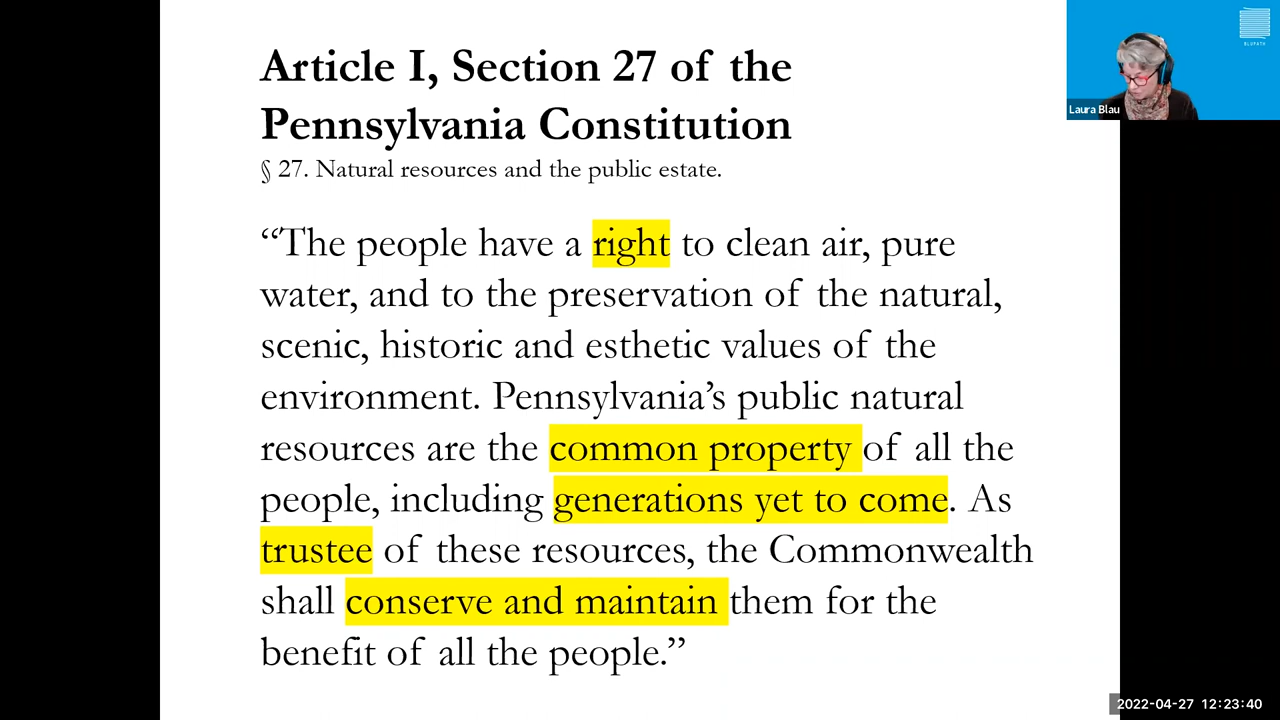 Article I, Section 27 of the
Pennsylvania Constitution
§ 27. Natural resources and the public estate.
“The people have a right to clean air, pure
water, and to the preservation of the natural,
scenic, historic and esthetic values of the
environment. Pennsylvania’s public natural
resources are the common property of all the
people, including generations yet to come. As
trustee of these resources, the Commonwealth
shall conserve and maintain them for the
benefit of all the people.”
BLUPATH
Laura Blau
2022-04-27 12:23:40